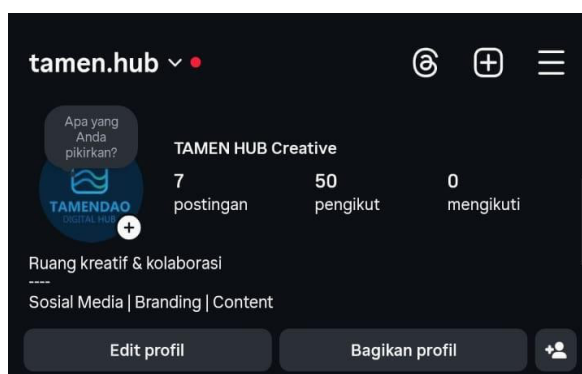 tamen.hub
Apa yang
Anda
pikirkan?
TAMEN HUB Creative
7 50 0
postingan pengikut mengikuti
TAMENDAO
DIGITAL HUB
Ruang kreatif & kolaborasi
----
Sosial Media | Branding | Content
Edit profil Bagikan profil